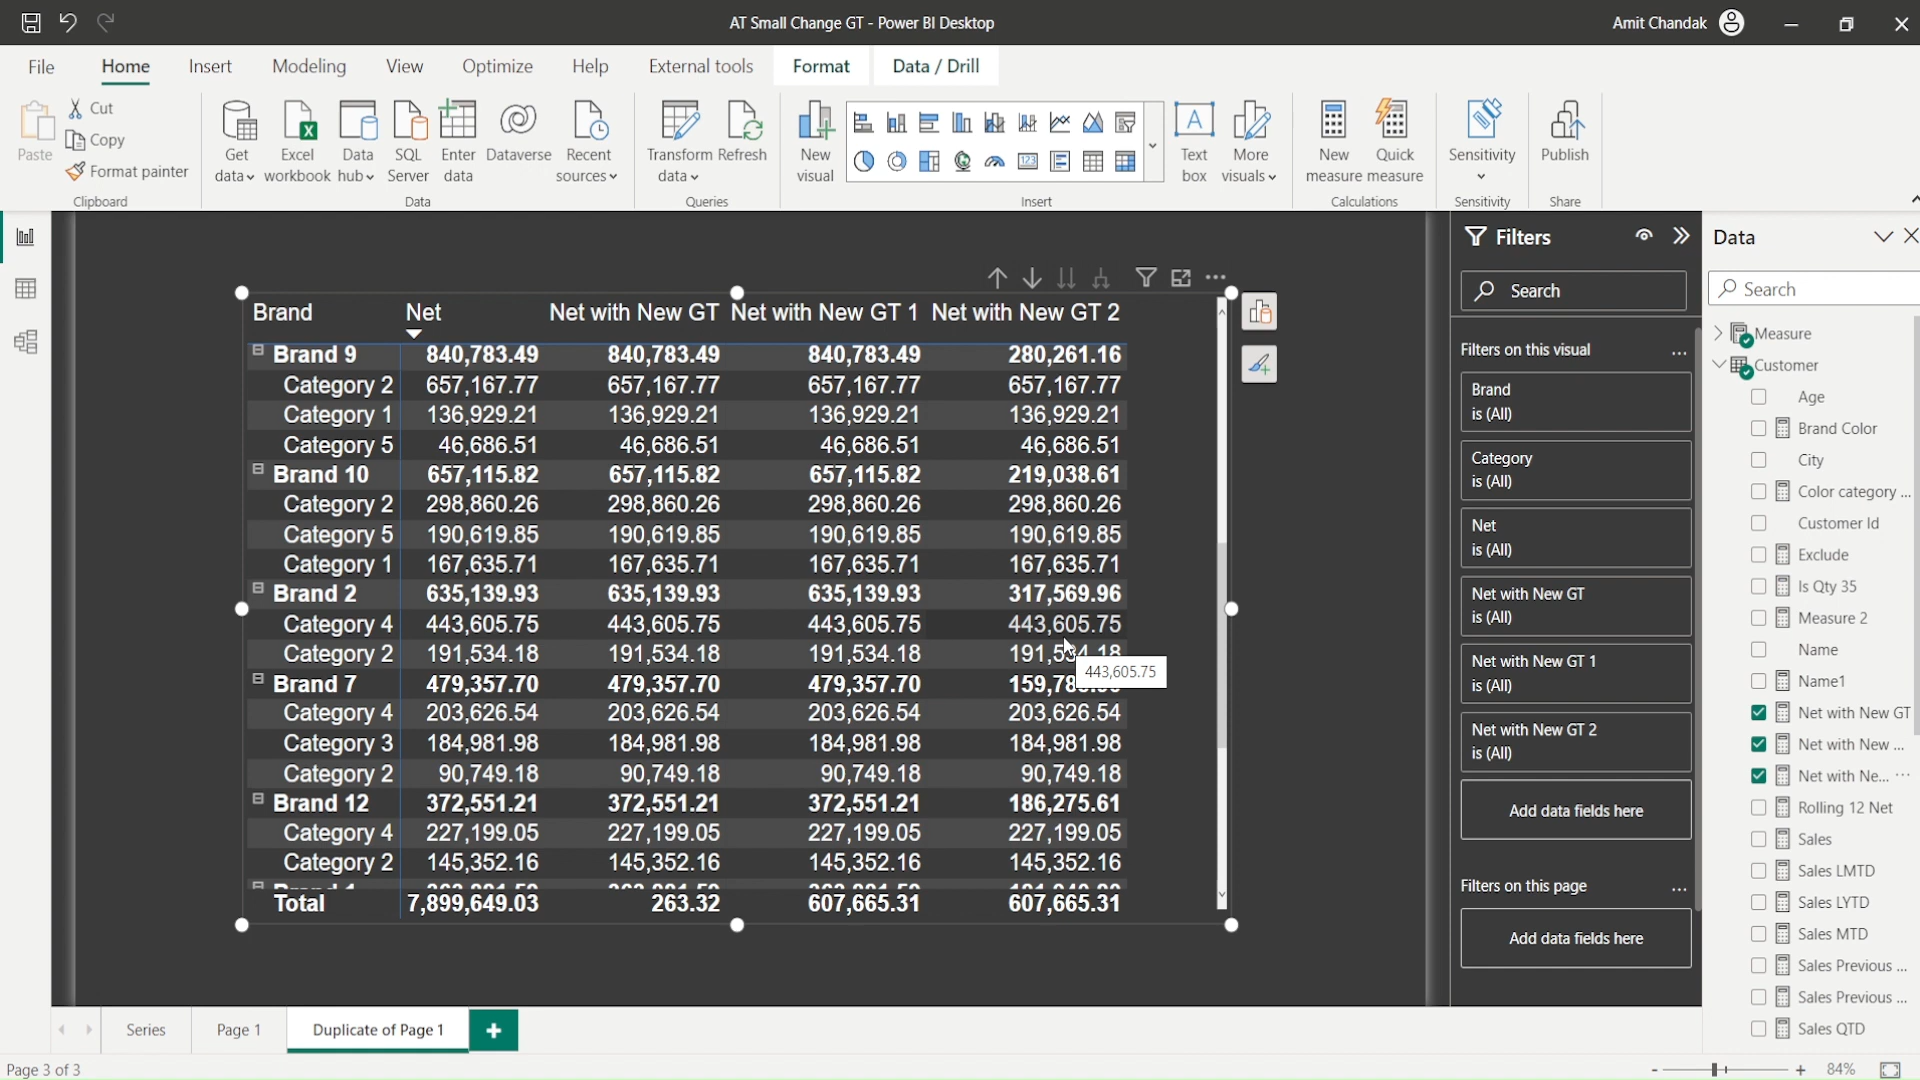 AT Small Change GT - Power BI Desktop
Amit Chandak
File Home Insert Modeling View Optimize Help External tools Format Data / Drill
Paste
Cut
Copy
Format painter
Clipboard
Get data
Excel workbook
Data hub
SQL Server
Enter data
Dataverse
Recent sources
Data
Transform data
Refresh
Queries
New visual
Text box
More visuals
Insert
New measure
Quick measure
Calculations
Sensitivity
Sensitivity
Publish
Share
Brand Net Net with New GT Net with New GT 1 Net with New GT 2
Brand 9 840,783.49 840,783.49 840,783.49 280,261.16
Category 2 657,167.77 657,167.77 657,167.77 657,167.77
Category 1 136,929.21 136,929.21 136,929.21 136,929.21
Category 5 46,686.51 46,686.51 46,686.51 46,686.51
Brand 10 657,115.82 657,115.82 657,115.82 219,038.61
Category 2 298,860.26 298,860.26 298,860.26 298,860.26
Category 5 190,619.85 190,619.85 190,619.85 190,619.85
Category 1 167,635.71 167,635.71 167,635.71 167,635.71
Brand 2 635,139.93 635,139.93 635,139.93 317,569.96
Category 4 443,605.75 443,605.75 443,605.75 443,605.75
Category 2 191,534.18 191,534.18 191,534.18
443,605.75
Brand 7 479,357.70 479,357.70 479,357.70
Category 4 203,626.54 203,626.54 203,626.54 203,626.54
Category 3 184,981.98 184,981.98 184,981.98 184,981.98
Category 2 90,749.18 90,749.18 90,749.18 90,749.18
Brand 12 372,551.21 372,551.21 372,551.21 186,275.61
Category 4 227,199.05 227,199.05 227,199.05 227,199.05
Category 2 145,352.16 145,352.16 145,352.16 145,352.16
Total 7,899,649.03 263.32 607,665.31 607,665.31
Filters
Search
Filters on this visual ...
Brand
is (All)
Category
is (All)
Net
is (All)
Net with New GT
is (All)
Net with New GT 1
is (All)
Net with New GT 2
is (All)
Add data fields here
Filters on this page ...
Add data fields here
Data
Search
Measure
Customer
Age
Brand Color
City
Color category ...
Customer Id
Exclude
Is Qty 35
Measure 2
Name
Name1
Net with New GT
Net with New ...
Net with Ne... ...
Rolling 12 Net
Sales
Sales LMTD
Sales LYTD
Sales MTD
Sales Previous ...
Sales Previous ...
Sales QTD
Series Page 1 Duplicate of Page 1 +
Page 3 of 3
- + 84%